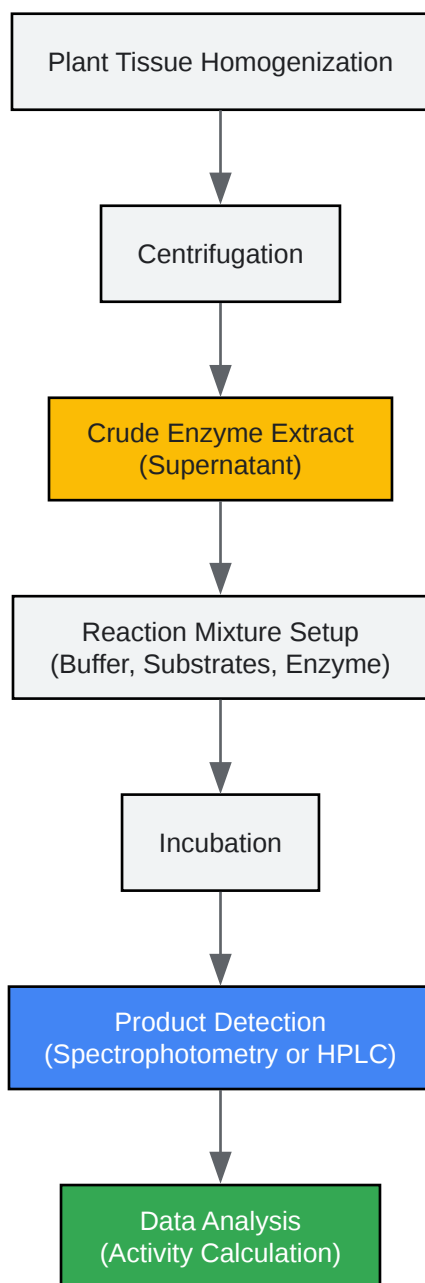 Plant Tissue Homogenization
Centrifugation
Crude Enzyme Extract
(Supernatant)
Reaction Mixture Setup
(Buffer, Substrates, Enzyme)
Incubation
Product Detection
(Spectrophotometry or HPLC)
Data Analysis
(Activity Calculation)